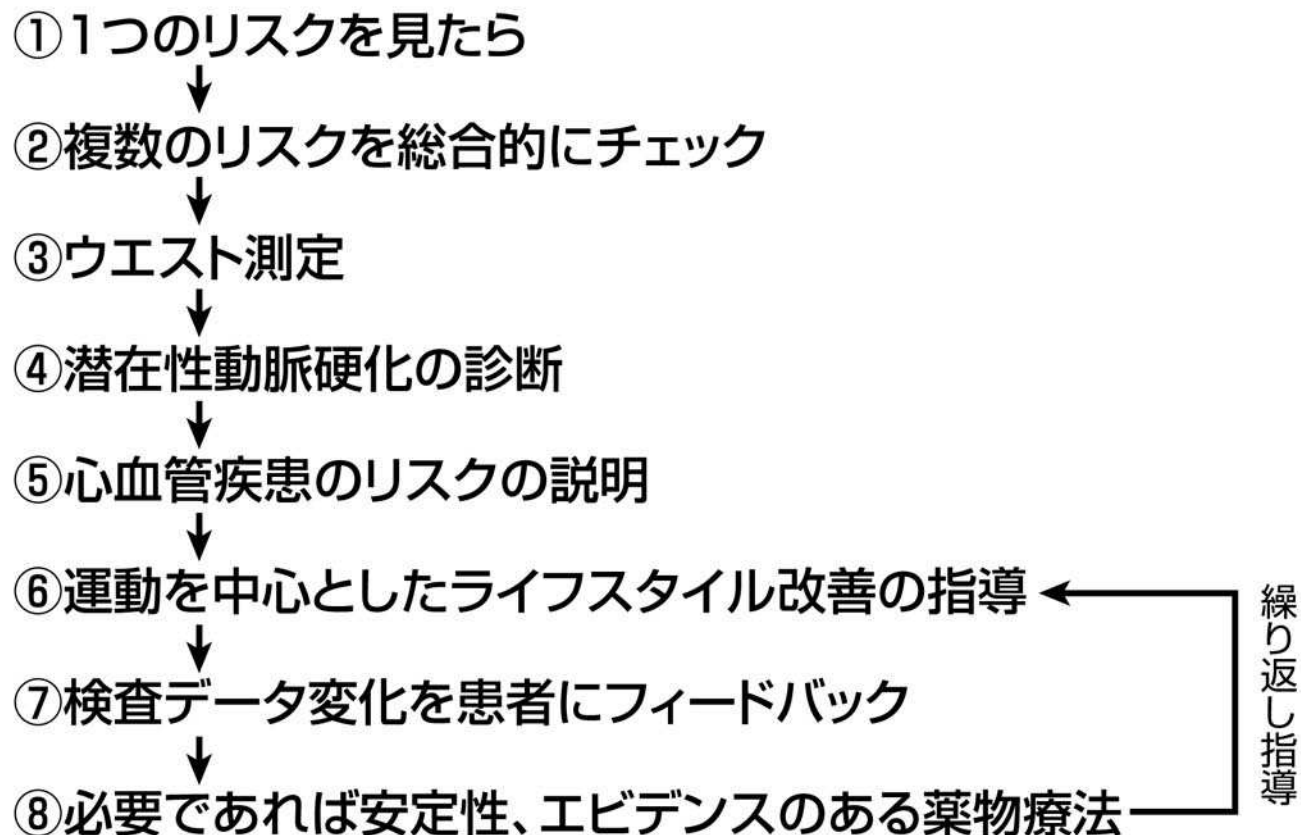 ①1つのリスクを見たら
②複数のリスクを総合的にチェック
③ウエスト測定
④潜在性動脈硬化の診断
⑤心血管疾患のリスクの説明
⑥運動を中心としたライフスタイル改善の指導
⑦検査データ変化を患者にフィードバック
⑧必要であれば安定性、エビデンスのある薬物療法
繰り返し指導